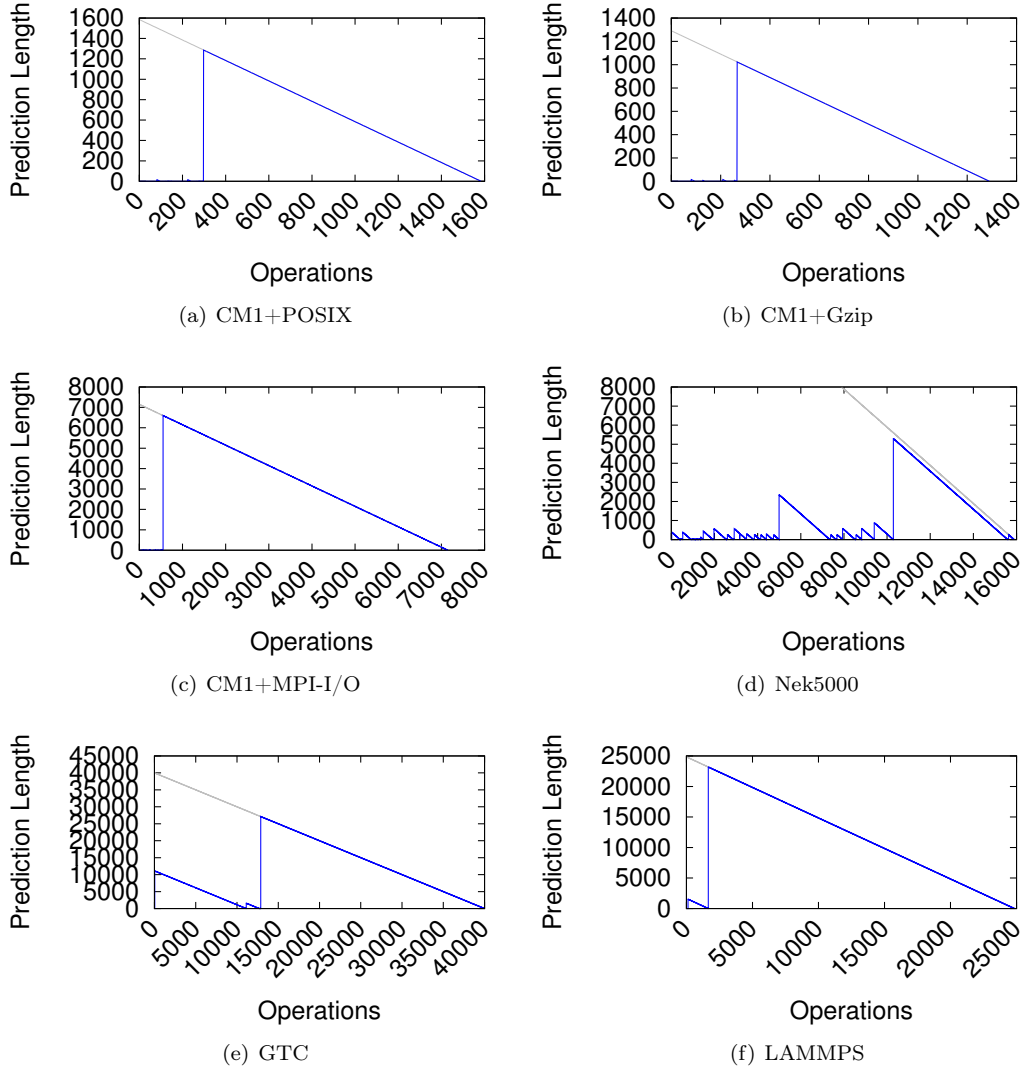 Prediction Length
1600
1400
1200
1000
800
600
400
200
0
0 200 400 600 800 1000 1200 1400 1600
Operations
(a) CM1+POSIX
Prediction Length
1400
1200
1000
800
600
400
200
0
0 200 400 600 800 1000 1200 1400
Operations
(b) CM1+Gzip
Prediction Length
8000
7000
6000
5000
4000
3000
2000
1000
0
0 1000 2000 3000 4000 5000 6000 7000 8000
Operations
(c) CM1+MPI-I/O
Prediction Length
8000
7000
6000
5000
4000
3000
2000
1000
0
0 2000 4000 6000 8000 10000 12000 14000 16000
Operations
(d) Nek5000
Prediction Length
45000
40000
35000
30000
25000
20000
15000
10000
5000
0
0 5000 10000 15000 20000 25000 30000 35000 40000
Operations
(e) GTC
Prediction Length
25000
20000
15000
10000
5000
0
0 5000 10000 15000 20000 25000
Operations
(f) LAMMPS